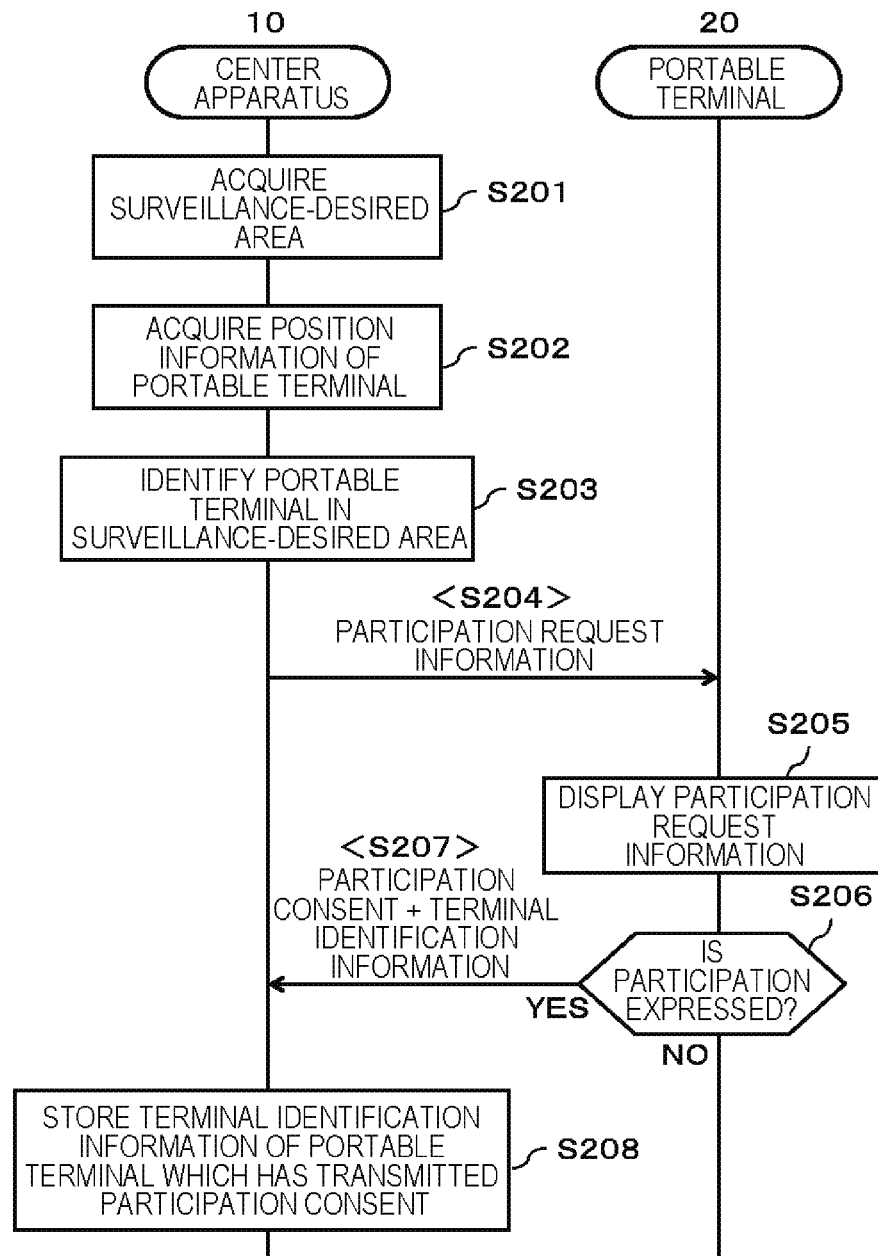 10
CENTER
APPARATUS
20
PORTABLE
TERMINAL
ACQUIRE
SURVEILLANCE-DESIRED
AREA
S201
ACQUIRE POSITION
INFORMATION OF
PORTABLE TERMINAL
S202
IDENTIFY PORTABLE
TERMINAL IN
SURVEILLANCE-DESIRED AREA
S203
<S204>
PARTICIPATION REQUEST
INFORMATION
S205
DISPLAY PARTICIPATION
REQUEST
INFORMATION
<S207>
PARTICIPATION
CONSENT + TERMINAL
IDENTIFICATION
INFORMATION
S206
IS
PARTICIPATION
EXPRESSED?
YES
NO
STORE TERMINAL IDENTIFICATION
INFORMATION OF PORTABLE
TERMINAL WHICH HAS TRANSMITTED
PARTICIPATION CONSENT
S208